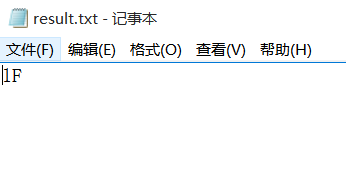 result.txt - 记事本
文件(F) 编辑(E) 格式(O) 查看(V) 帮助(H)
1F